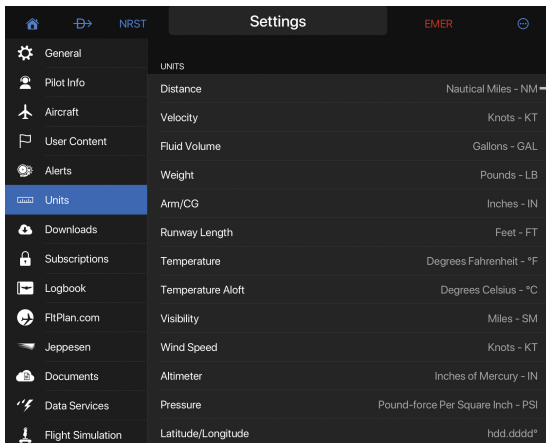 NRST Settings EMER
General
Pilot Info
Aircraft
User Content
Alerts
Units
Downloads
Subscriptions
Logbook
FltPlan.com
Jeppesen
Documents
Data Services
Flight Simulation
UNITS
Distance Nautical Miles - NM
Velocity Knots - KT
Fluid Volume Gallons - GAL
Weight Pounds - LB
Arm/CG Inches - IN
Runway Length Feet - FT
Temperature Degrees Fahrenheit - °F
Temperature Aloft Degrees Celsius - °C
Visibility Miles - SM
Wind Speed Knots - KT
Altimeter Inches of Mercury - IN
Pressure Pound-force Per Square Inch - PSI
Latitude/Longitude hdd.dddd°